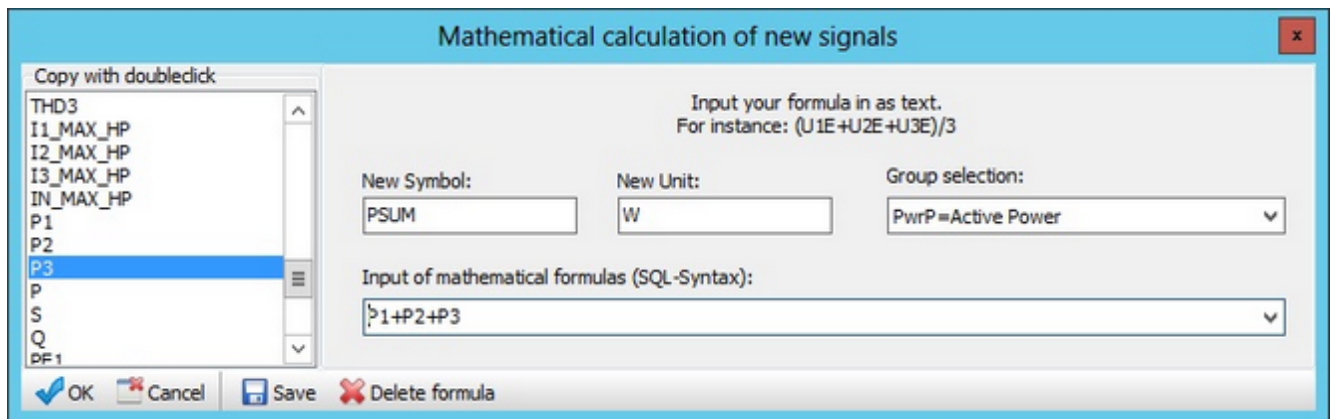 Mathematical calculation of new signals
x
Copy with doubleclick
THD3
I1_MAX_HP
I2_MAX_HP
I3_MAX_HP
IN_MAX_HP
P1
P2
P3
P
S
Q
PF1
Input your formula in as text.
For instance: (U1E+U2E+U3E)/3
New Symbol:
New Unit:
Group selection:
PSUM
W
PwrP=Active Power
Input of mathematical formulas (SQL-Syntax):
P1+P2+P3
OK Cancel Save Delete formula